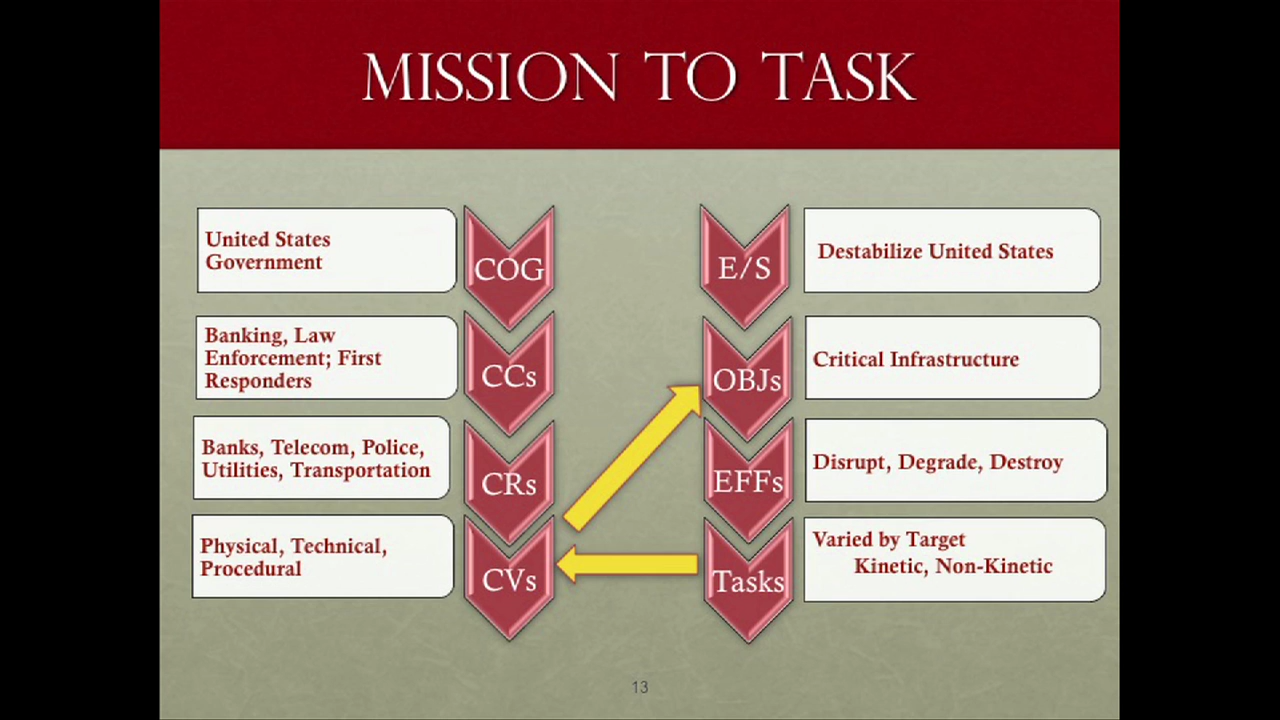 MISSION TO TASK
United States
Government
COG
E/S
Destabilize United States
Banking, Law
Enforcement; First
Responders
CCs
OBJs
Critical Infrastructure
Banks, Telecom, Police,
Utilities, Transportation
CRs
EFFs
Disrupt, Degrade, Destroy
Physical, Technical,
Procedural
CVs
Tasks
Varied by Target
Kinetic, Non-Kinetic
13